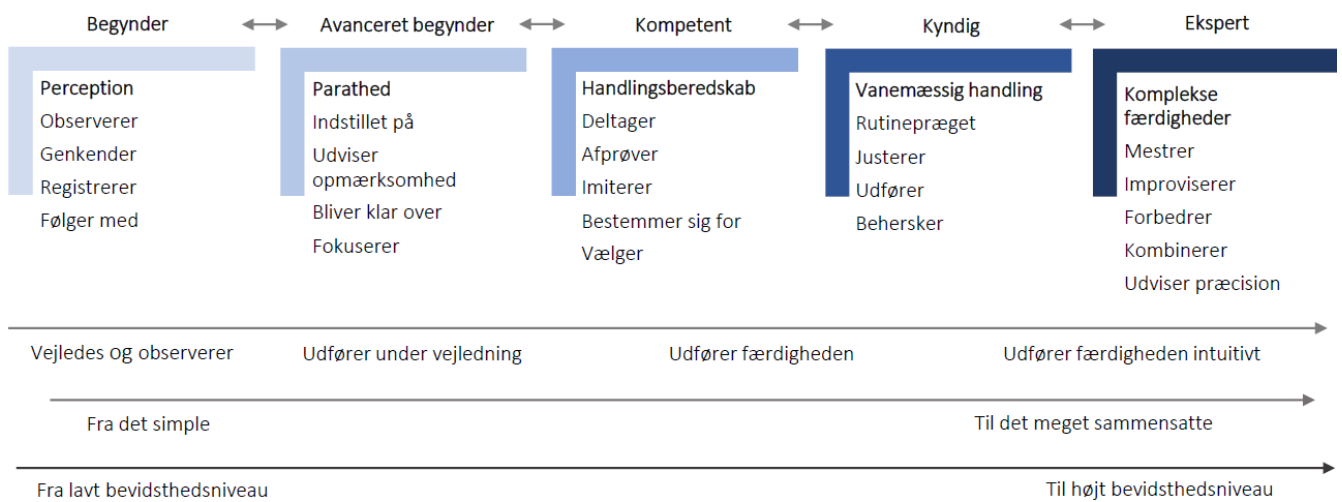 Begynder
Avanceret begynder
Kompetent
Kyndig
Ekspert
Perception
Observerer
Genkender
Registrerer
Følger med
Parathed
Indstillet på
Udviser
opmærksomhed
Bliver klar over
Fokuserer
Handlingsberedskab
Deltager
Afprøver
Imiterer
Bestemmer sig for
Vælger
Vanemæssig handling
Rutinepræget
Justerer
Udfører
Behersker
Komplekse
færdigheder
Mestrer
Improviserer
Forbedrer
Kombinerer
Udviser præcision
Vejledes og observerer
Udfører under vejledning
Udfører færdigheden
Udfører færdigheden intuitivt
Fra det simple
Til det meget sammensatte
Fra lavt bevidsthedsniveau
Til højt bevidsthedsniveau